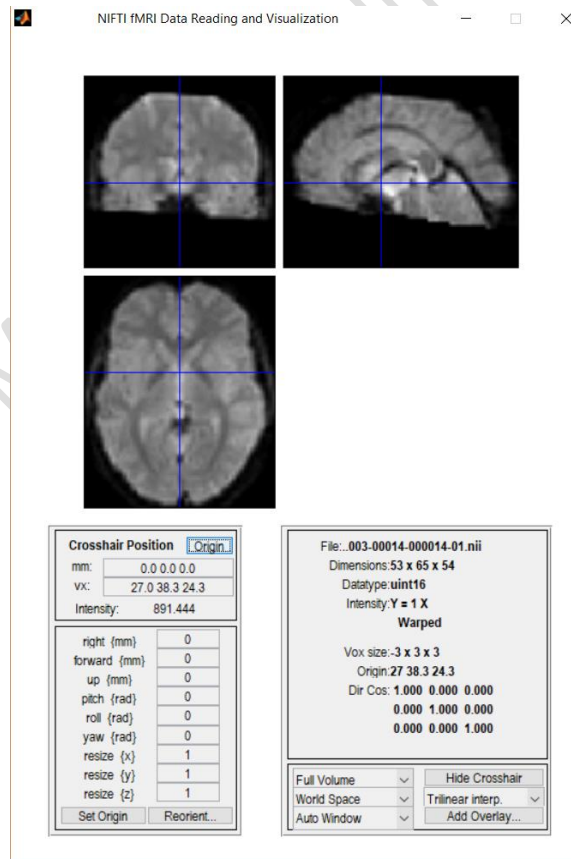 NIFTI fMRI Data Reading and Visualization
Crosshair Position Origin
mm: 0.0 0.0 0.0
vx: 27.0 38.3 24.3
Intensity: 891.444
right {mm} 0
forward {mm} 0
up {mm} 0
pitch {rad} 0
roll {rad} 0
yaw {rad} 0
resize {x} 1
resize {y} 1
resize {z} 1
Set Origin Reorient...
File:..003-00014-000014-01.nii
Dimensions:53 x 65 x 54
Datatype:uint16
Intensity:Y = 1 X
Warped
Vox size:-3 x 3 x 3
Origin:27 38.3 24.3
Dir Cos: 1.000 0.000 0.000
0.000 1.000 0.000
0.000 0.000 1.000
Full Volume Hide Crosshair
World Space Trilinear interp.
Auto Window Add Overlay...